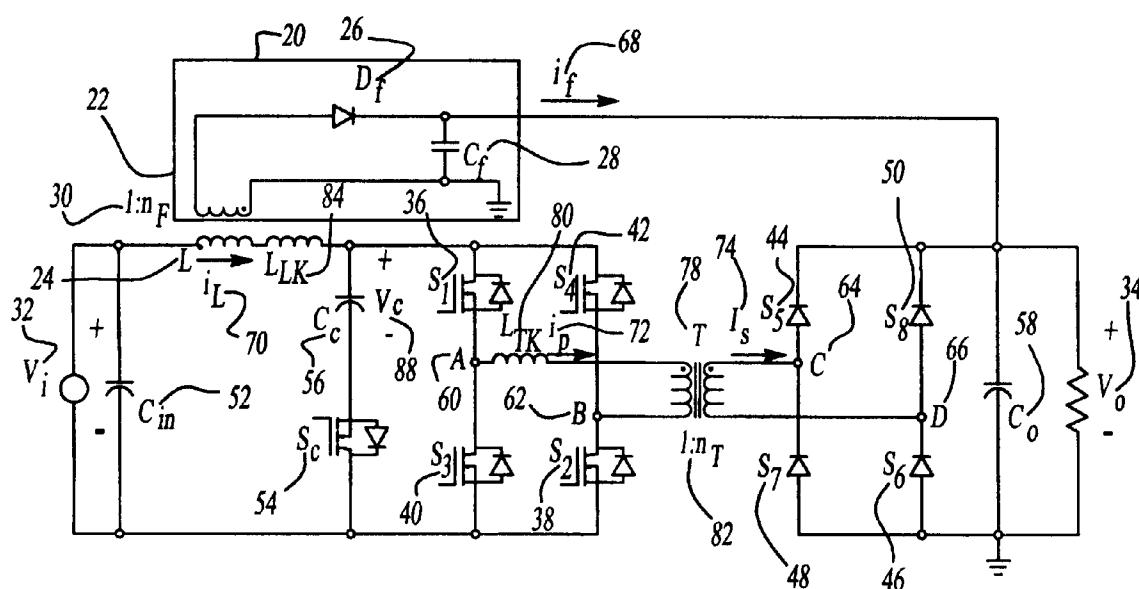 20
26
68
D_f
i_f
22
C_f
28
50
30
1:n_F
84
36
80
42
24
L
L_LK
i_L
S_1
S_4
74
44
78
64
34
32
+
+
V_c
-
C_c
L_TK
i_p
72
T
I_s
S_5
S_8
+
70
V_i
A
C
58
66
C_in
52
56
88
60
62
B
D
C_o
V_o
-
-
1:n_T
S_c
S_3
S_2
S_7
S_6
54
40
38
82
48
46